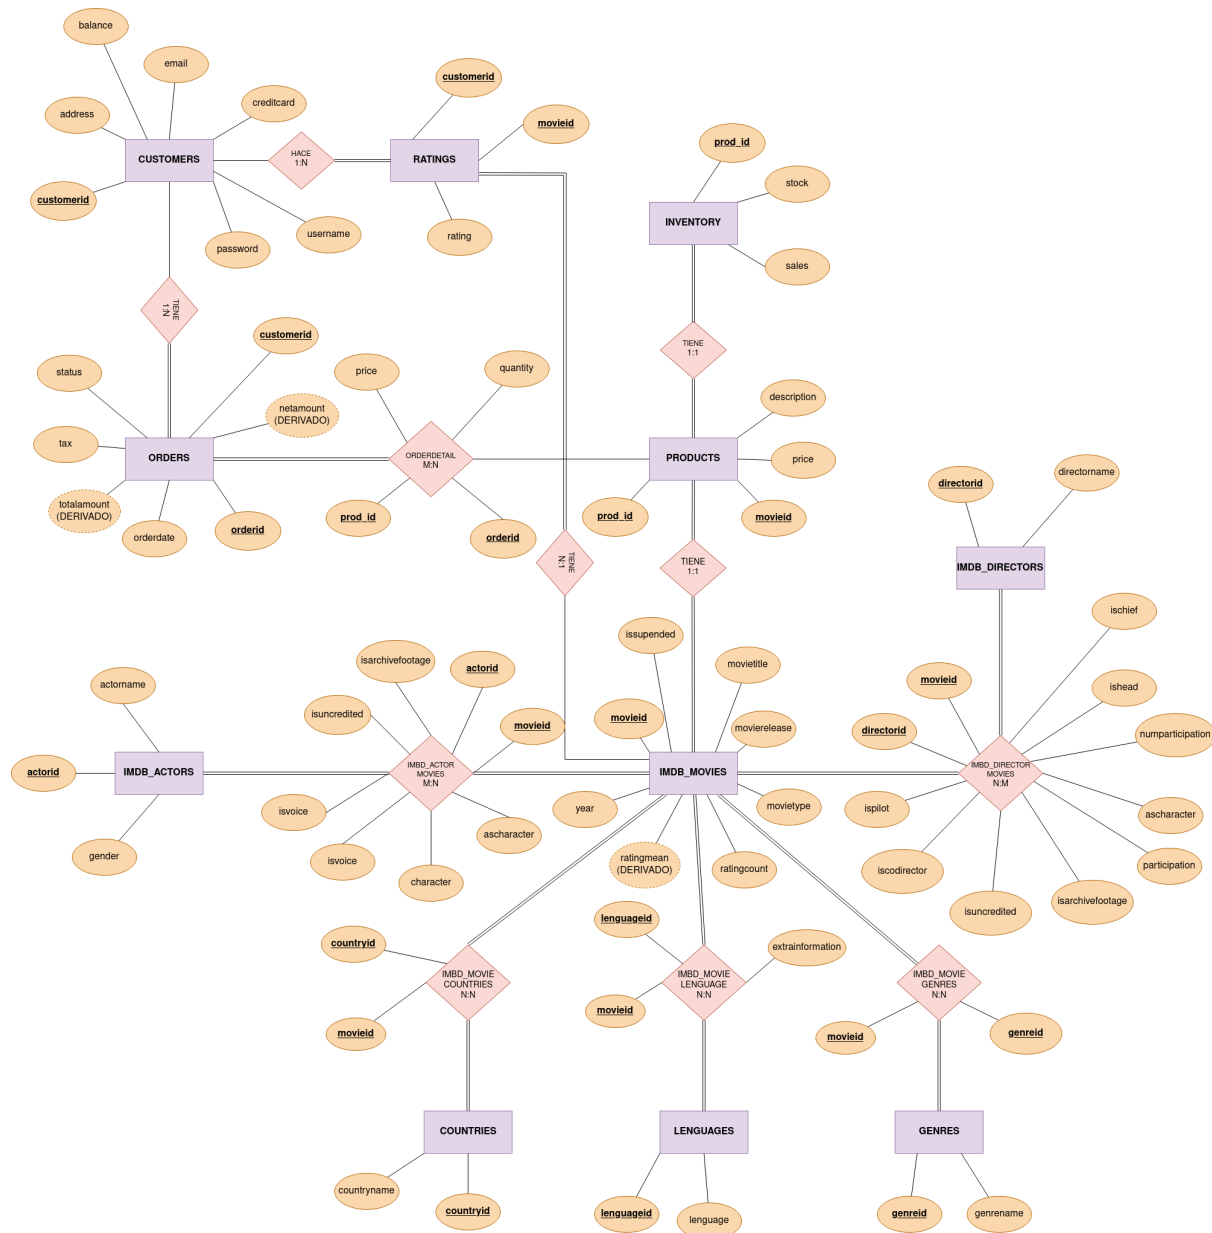 balance
email
customerid
creditcard
address
movieid
prod_id
CUSTOMERS
HACE
1:N
RATINGS
stock
customerid
INVENTORY
username
rating
password
sales
TIENE
1:N
customerid
TIENE
1:1
status
price
quantity
description
netamount
(DERIVADO)
tax
ORDERS
ORDERDETAIL
M:N
PRODUCTS
price
directorname
directorid
totalamount
(DERIVADO)
orderdate
orderid
prod_id
orderid
prod_id
movieid
TIENE
N:1
TIENE
1:1
IMDB_DIRECTORS
ischief
issupended
isarchivefootage
actorid
movietitle
movieid
actorname
ishead
isuncredited
movieid
movieid
movierelease
directorid
numparticipation
actorid
IMDB_ACTORS
IMBD_ACTOR
MOVIES
M:N
IMDB_MOVIES
IMBD_DIRECTOR
MOVIES
N:M
isvoice
year
movietype
ispilot
ascharacter
ascharacter
gender
isvoice
character
ratingmean
(DERIVADO)
ratingcount
iscodirector
participation
isuncredited
isarchivefootage
lenguageid
countryid
extrainformation
IMBD_MOVIE
COUNTRIES
N:N
IMBD_MOVIE
LENGUAGE
N:N
IMBD_MOVIE
GENRES
N:N
movieid
movieid
movieid
genreid
COUNTRIES
LENGUAGES
GENRES
countryname
countryid
lenguageid
lenguage
genreid
genrename